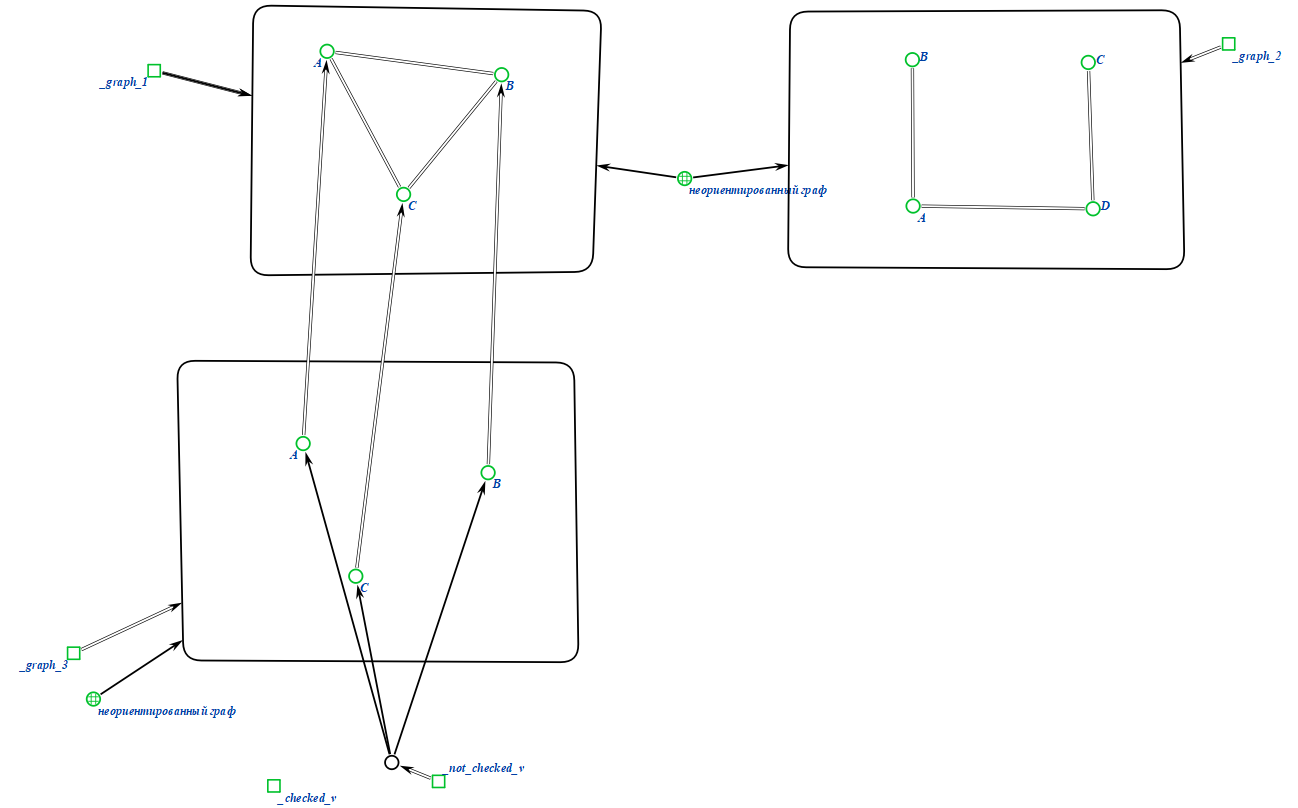 _graph_1
A
B
C
неориентированный граф
B
C
A
D
_graph_2
A
B
C
_graph_3
неориентированный граф
_not_checked_v
_checked_v